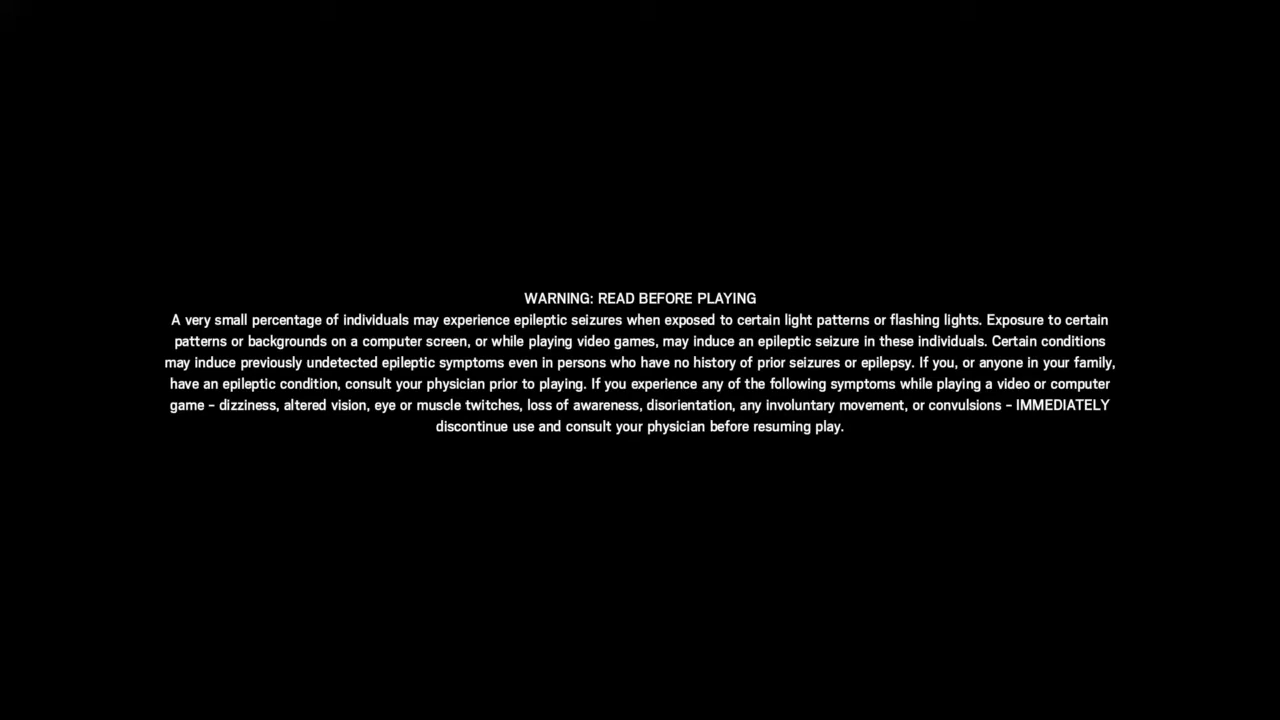 WARNING: READ BEFORE PLAYING
A very small percentage of individuals may experience epileptic seizures when exposed to certain light patterns or flashing lights. Exposure to certain
patterns or backgrounds on a computer screen, or while playing video games, may induce an epileptic seizure in these individuals. Certain conditions
may induce previously undetected epileptic symptoms even in persons who have no history of prior seizures or epilepsy. If you, or anyone in your family,
have an epileptic condition, consult your physician prior to playing. If you experience any of the following symptoms while playing a video or computer
game - dizziness, altered vision, eye or muscle twitches, loss of awareness, disorientation, any involuntary movement, or convulsions - IMMEDIATELY
discontinue use and consult your physician before resuming play.